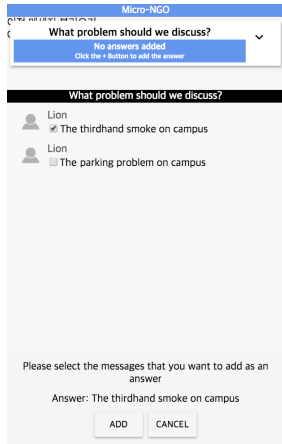 Micro-NGO
What problem should we discuss?
No answers added
Click the + Button to add the answer
What problem should we discuss?
Lion
The thirdhand smoke on campus
Lion
The parking problem on campus
Please select the messages that you want to add as an
answer
Answer: The thirdhand smoke on campus
ADD CANCEL